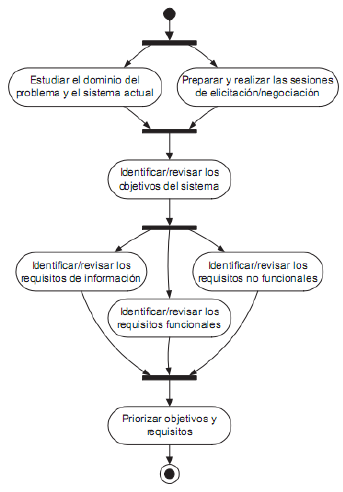 Estudiar el dominio del
problema y el sistema actual
Preparar y realizar las sesiones
de elicitación/negociación
Identificar/revisar los
objetivos del sistema
Identificar/revisar los
requisitos de información
Identificar/revisar los
requisitos no funcionales
Identificar/revisar los
requisitos funcionales
Priorizar objetivos y
requisitos